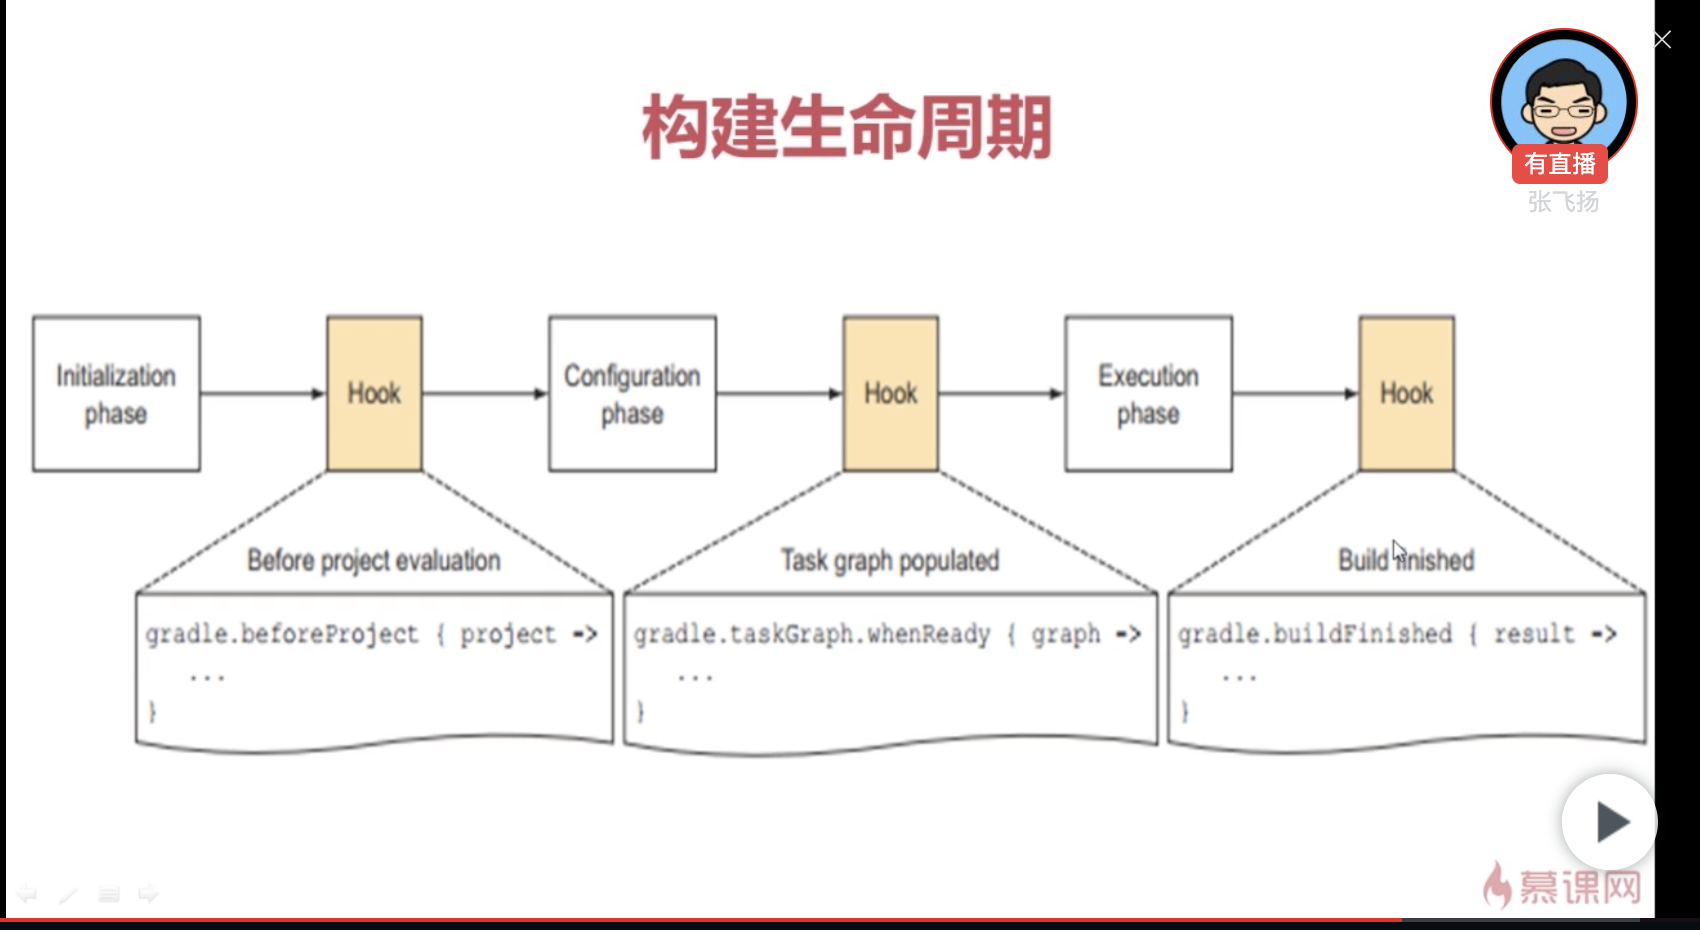 构建生命周期
有直播
张飞扬
Initialization
phase
Hook
Configuration
phase
Hook
Execution
phase
Hook
Before project evaluation
gradle.beforeProject { project ->
...
}
Task graph populated
gradle.taskGraph.whenReady { graph ->
...
}
Build finished
gradle.buildFinished { result ->
...
}
慕课网